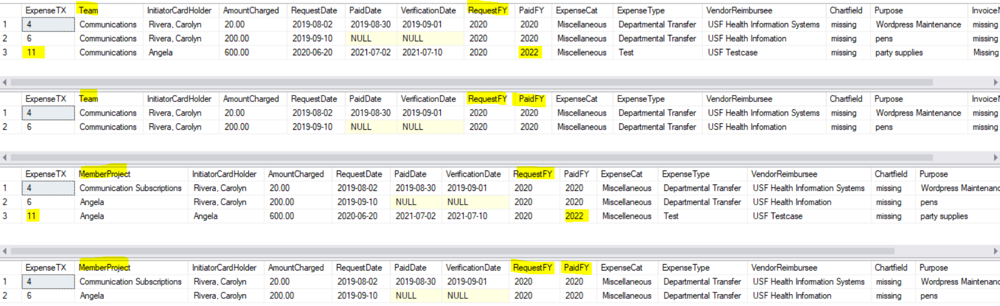 ExpenseTX Team InitiatorCardHolder AmountCharged RequestDate PaidDate VerificationDate RequestFY PaidFY ExpenseCat ExpenseType VendorReimbursee Chartfield Purpose
1 4 Communications Rivera, Carolyn 20.00 2019-08-02 2019-08-30 2019-09-01 2020 2020 Miscellaneous Departmental Transfer USF Health Information Systems missing Wordpress Maintenance missing
2 6 Communications Rivera, Carolyn 200.00 2019-09-10 NULL NULL 2020 2020 Miscellaneous Departmental Transfer USF Health Infomation missing pens missing
3 11 Communications Angela 600.00 2020-06-20 2021-07-02 2021-07-10 2020 2022 Miscelleneous Test USF Testcase missing party supplies Missing
ExpenseTX Team InitiatorCardHolder AmountCharged RequestDate PaidDate VerificationDate RequestFY PaidFY ExpenseCat ExpenseType VendorReimbursee Chartfield Purpose
1 4 Communications Rivera, Carolyn 20.00 2019-08-02 2019-08-30 2019-09-01 2020 2020 Miscellaneous Departmental Transfer USF Health Information Systems missing Wordpress Maintenance missing
2 6 Communications Rivera, Carolyn 200.00 2019-09-10 NULL NULL 2020 2020 Miscellaneous Departmental Transfer USF Health Infomation missing pens missing
ExpenseTX MemberProject InitiatorCardHolder AmountCharged RequestDate PaidDate VerificationDate RequestFY PaidFY ExpenseCat ExpenseType VendorReimbursee Chartfield Purpose
1 4 Communication Subscriptions Rivera, Carolyn 20.00 2019-08-02 2019-08-30 2019-09-01 2020 2020 Miscellaneous Departmental Transfer USF Health Information Systems missing Wordpress
2 6 Angela Rivera, Carolyn 200.00 2019-09-10 NULL NULL 2020 2020 Miscellaneous Departmental Transfer USF Health Infomation missing pens
3 11 Angela Angela 600.00 2020-06-20 2021-07-02 2021-07-10 2020 2022 Miscelleneous Test USF Testcase missing party supplies
ExpenseTX MemberProject InitiatorCardHolder AmountCharged RequestDate PaidDate VerificationDate RequestFY PaidFY ExpenseCat ExpenseType VendorReimbursee Chartfield Purpose
1 4 Communication Subscriptions Rivera, Carolyn 20.00 2019-08-02 2019-08-30 2019-09-01 2020 2020 Miscellaneous Departmental Transfer USF Health Information Systems missing Wordpress
2 6 Angela Rivera, Carolyn 200.00 2019-09-10 NULL NULL 2020 2020 Miscellaneous Departmental Transfer USF Health Infomation missing pens